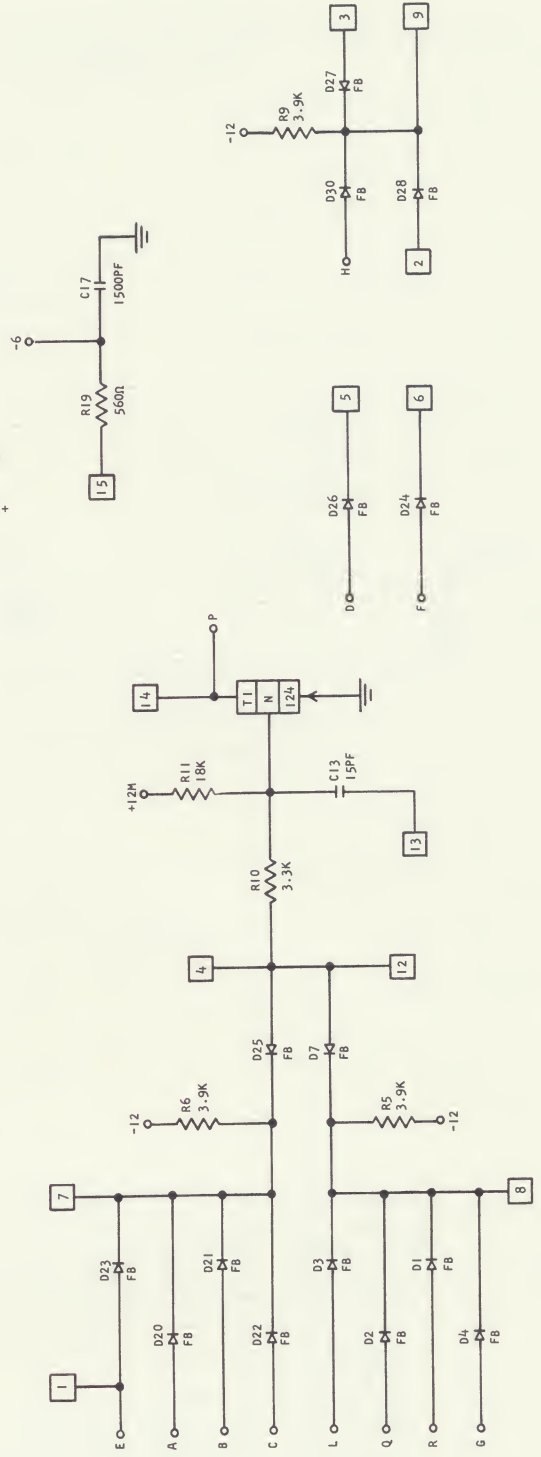 +
-6
R19
560Ω
C17
1500PF
15
-12
R9
3.9K
3
D27
FB
9
D30
FB
D28
FB
H
2
D
D26
FB
5
F
D24
FB
6
14
P
T1
N
124
+12M
R11
18K
C13
15PF
13
R10
3.3K
4
12
D25
FB
D7
FB
-12
R6
3.9K
R5
3.9K
-12
7
8
1
E
D23
FB
A
D20
FB
B
D21
FB
C
D22
FB
L
D3
FB
Q
D2
FB
R
D1
FB
G
D4
FB